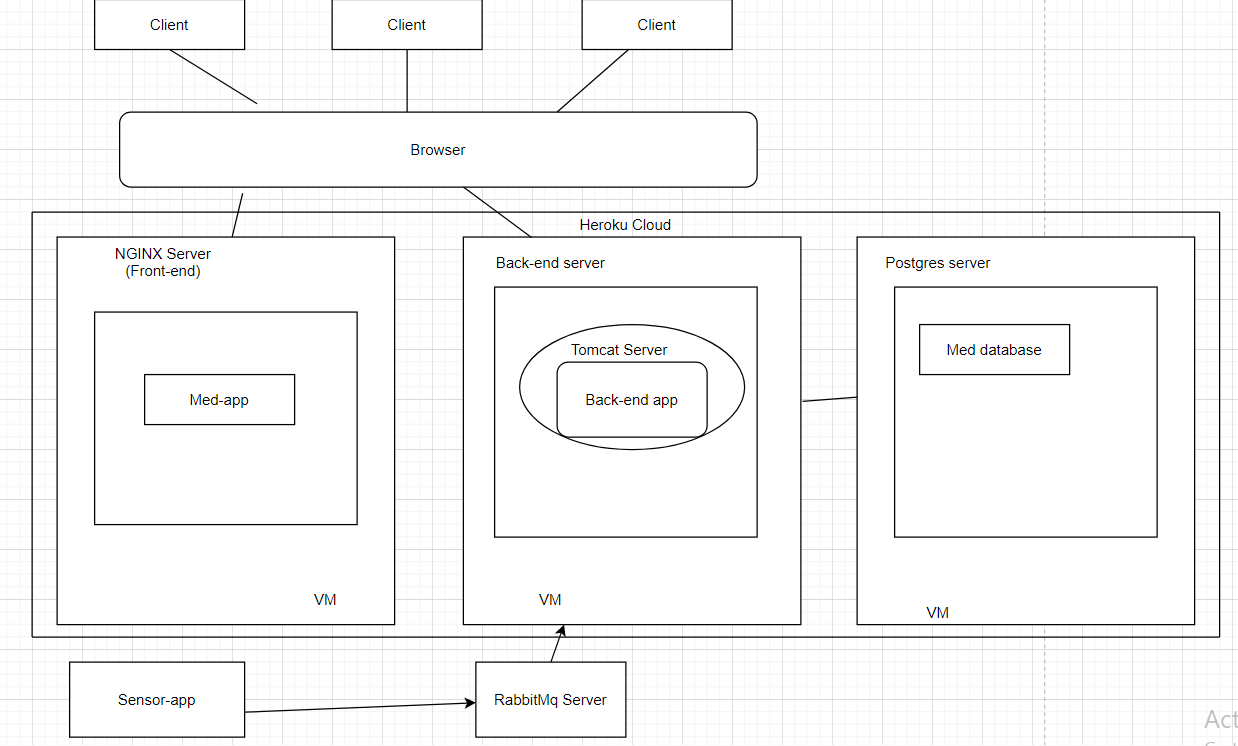 Client
Client
Client
Browser
Heroku Cloud
NGINX Server
(Front-end)
Back-end server
Postgres server
Tomcat Server
Med database
Med-app
Back-end app
VM
VM
VM
Sensor-app
RabbitMq Server
Act